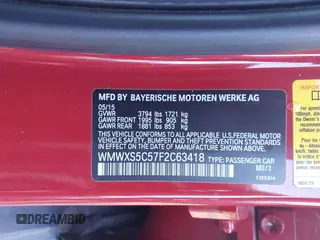 MFD BY BAYERISCHE MOTOREN WERKE AG
05/15
GVWR 3794 lbs 1721 kg
GAWR FRONT 1995 lbs 905 kg
GAWR REAR 1881 lbs 853 kg
THIS VEHICLE CONFORMS TO ALL APPLICABLE
U.S. FEDERAL MOTOR VEHICLE SAFETY, BUMPER,
AND THEFT PREVENTION STANDARDS IN EFFECT ON
THE DATE OF MANUFACTURE SHOWN ABOVE
WMWXS5C57F2C63418 TYPE: PASSENGER CAR